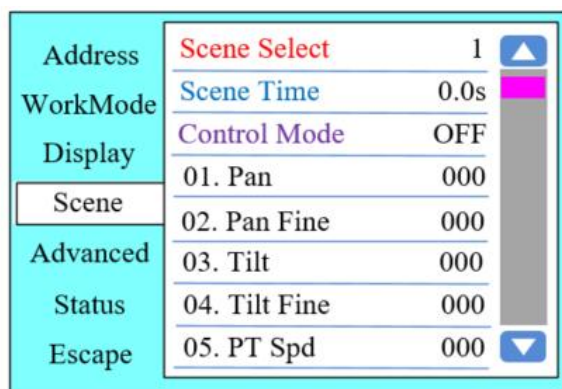 Address
WorkMode
Display
Scene
Advanced
Status
Escape
Scene Select 1
Scene Time 0.0s
Control Mode OFF
01. Pan 000
02. Pan Fine 000
03. Tilt 000
04. Tilt Fine 000
05. PT Spd 000